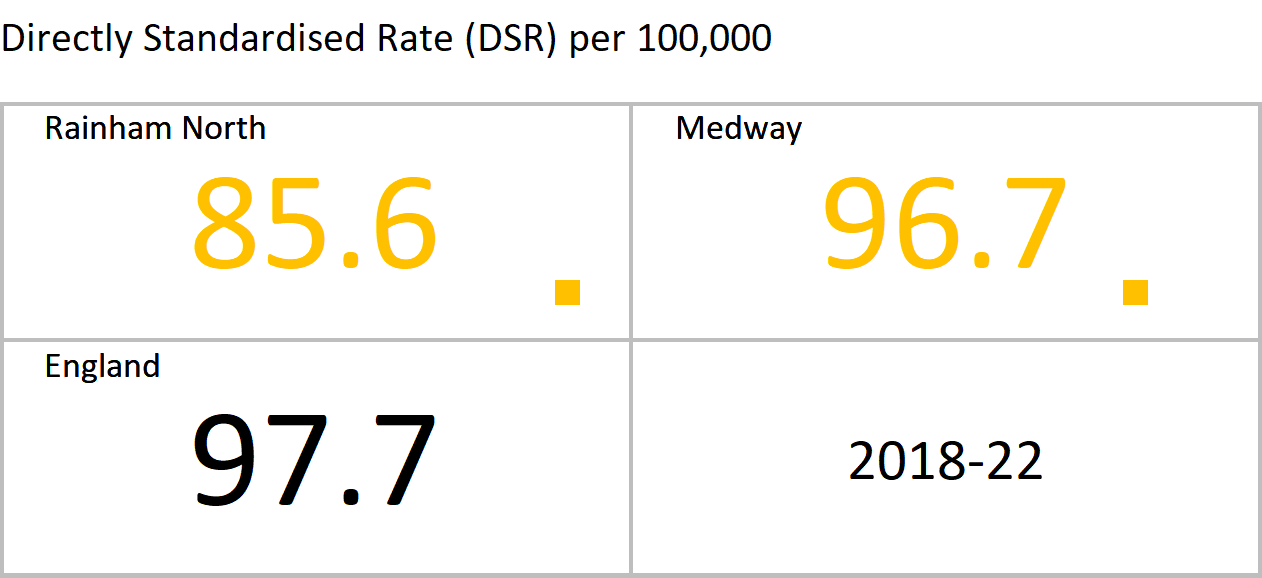 Directly Standardised Rate (DSR) per 100,000
Rainham North
85.6
Medway
96.7
England
97.7
2018-22